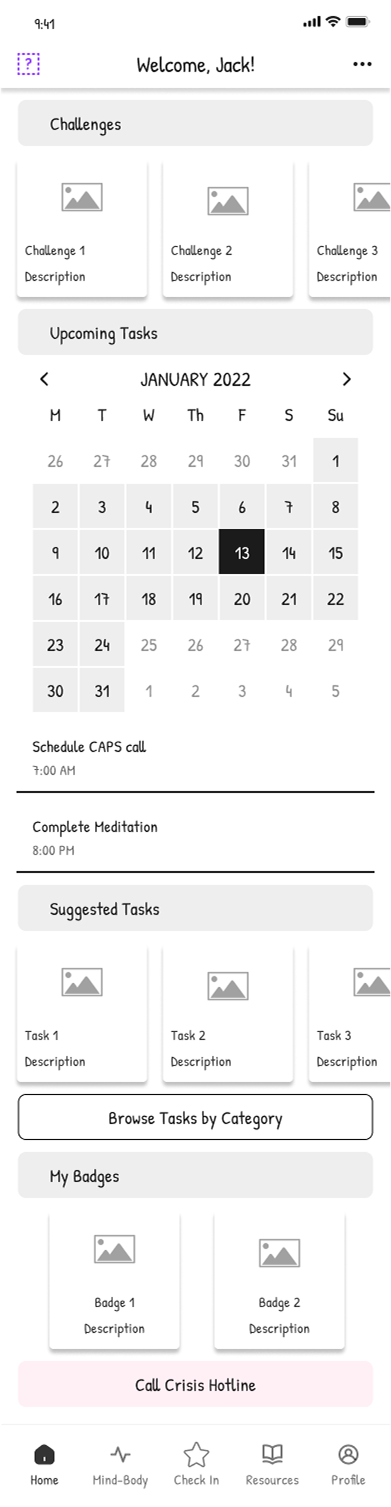 9:41
? Welcome, Jack! •••
Challenges
Challenge 1 Challenge 2 Challenge 3
Description Description Description
Upcoming Tasks
JANUARY 2022
M T W Th F S Su
26 27 28 29 30 31 1
2 3 4 5 6 7 8
9 10 11 12 13 14 15
16 17 18 19 20 21 22
23 24 25 26 27 28 29
30 31 1 2 3 4 5
Schedule CAPS call
7:00 AM
Complete Meditation
8:00 PM
Suggested Tasks
Task 1 Task 2 Task 3
Description Description Description
Browse Tasks by Category
My Badges
Badge 1 Badge 2
Description Description
Call Crisis Hotline
Home Mind-Body Check In Resources Profile